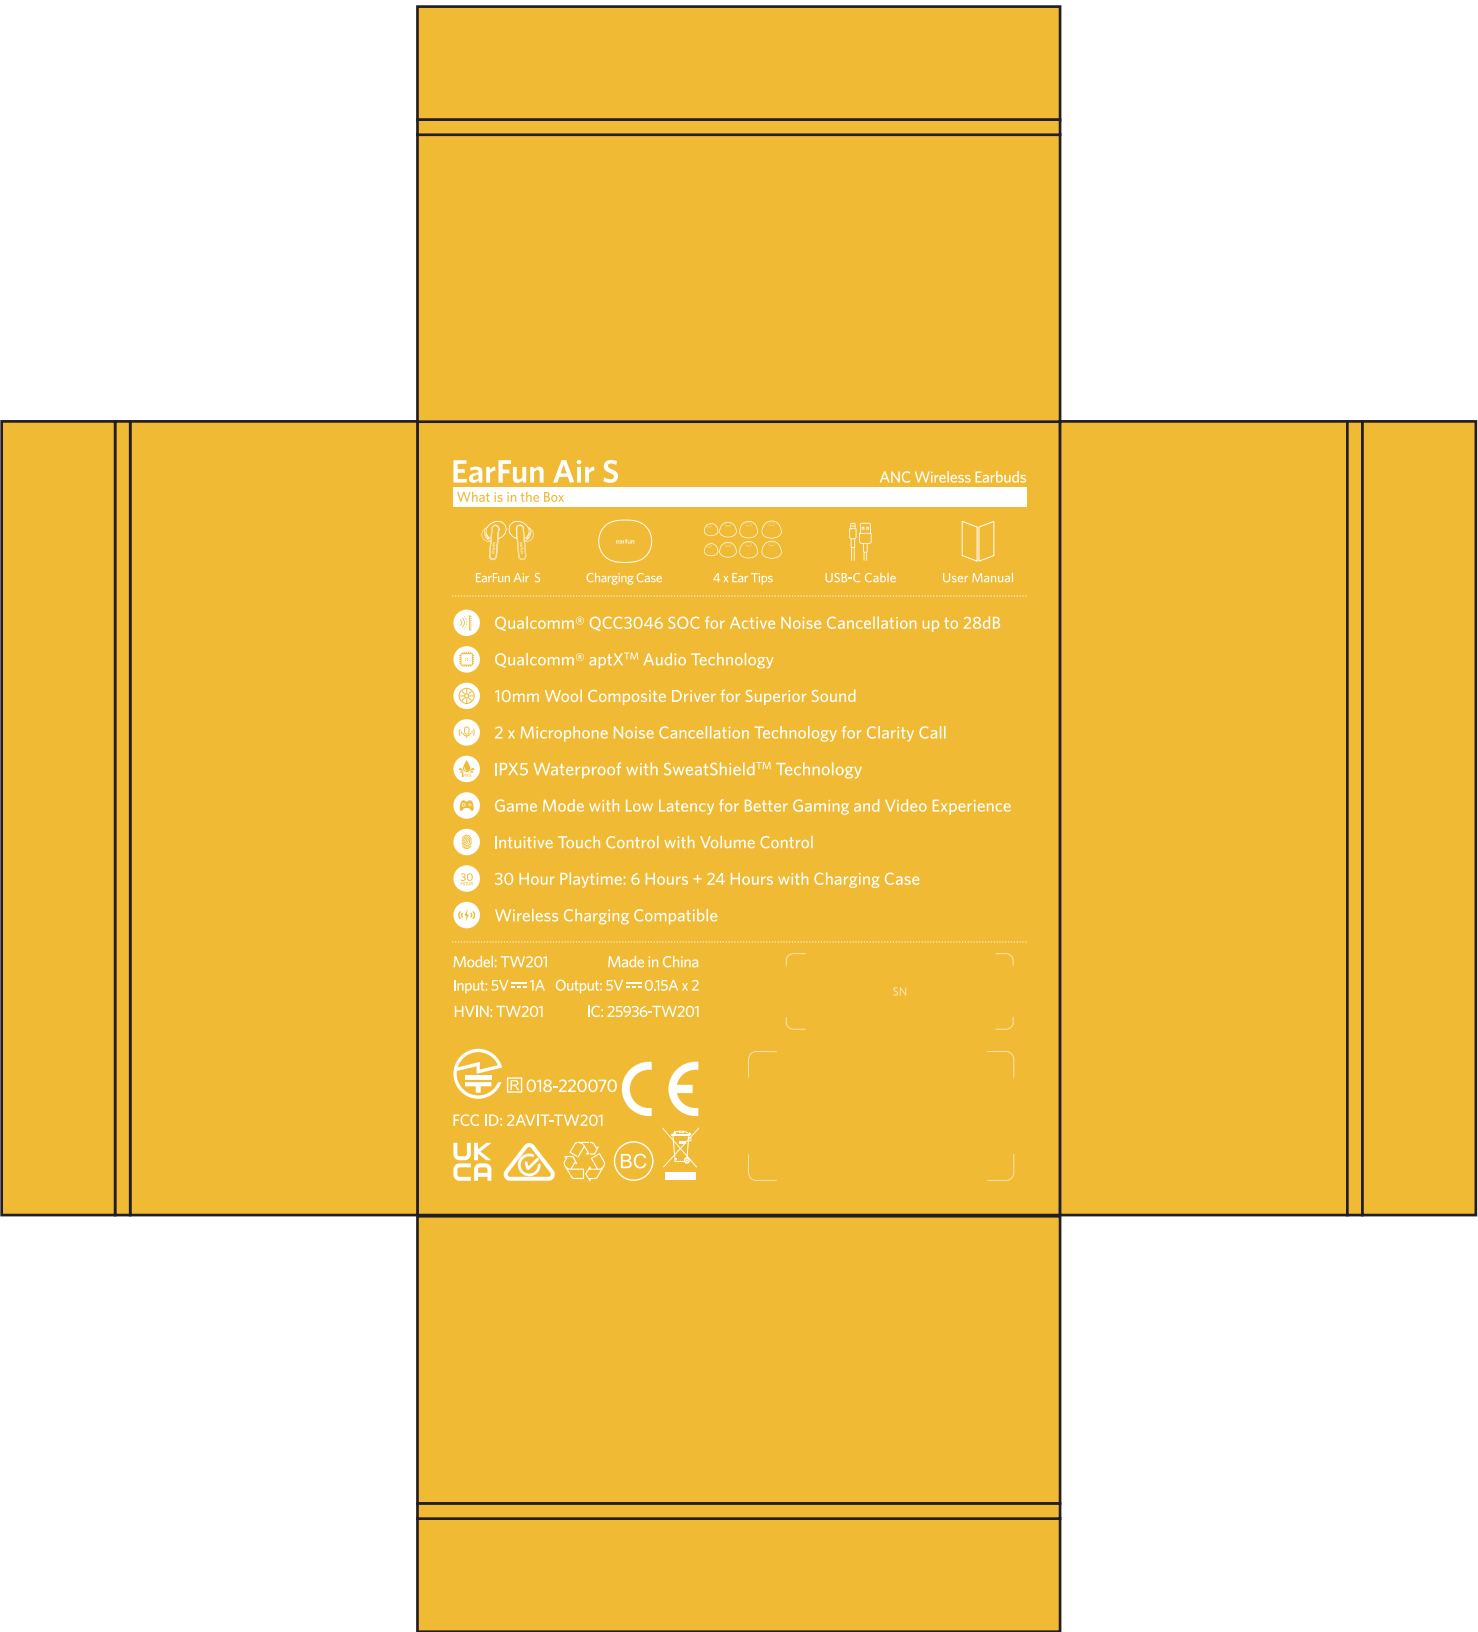 EarFun Air S
ANC Wireless Earbuds
What is in the Box
earfun
EarFun Air S
Charging Case
4 x Ear Tips
USB-C Cable
User Manual
Qualcomm® QCC3046 SOC for Active Noise Cancellation up to 28dB
Qualcomm® aptX™ Audio Technology
10mm Wool Composite Driver for Superior Sound
2 x Microphone Noise Cancellation Technology for Clarity Call
IPX5 Waterproof with SweatShield™ Technology
Game Mode with Low Latency for Better Gaming and Video Experience
Intuitive Touch Control with Volume Control
30
30 Hour Playtime: 6 Hours + 24 Hours with Charging Case
Wireless Charging Compatible
Model: TW201 Made in China
Input: 5V⎓1A Output: 5V⎓0.15A x 2
HVIN: TW201 IC: 25936-TW201
SN
R 018-220070 CE
FCC ID: 2AVIT-TW201
UK
CA
BC